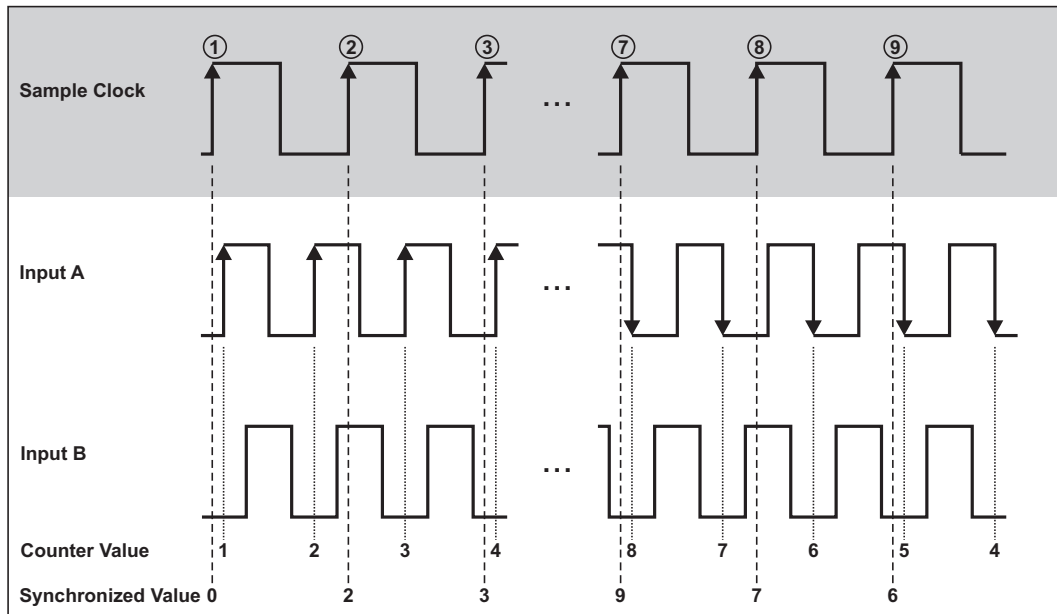 ① ② ③ ⑦ ⑧ ⑨
Sample Clock
...
Input A
...
Input B
...
Counter Value 1 2 3 4 8 7 6 5 4
Synchronized Value 0 2 3 9 7 6